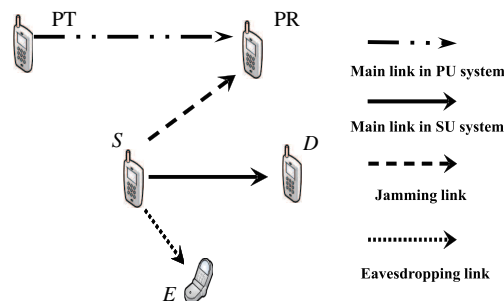 PT
PR
Main link in PU system
S
D
Main link in SU system
Jamming link
E
Eavesdropping link